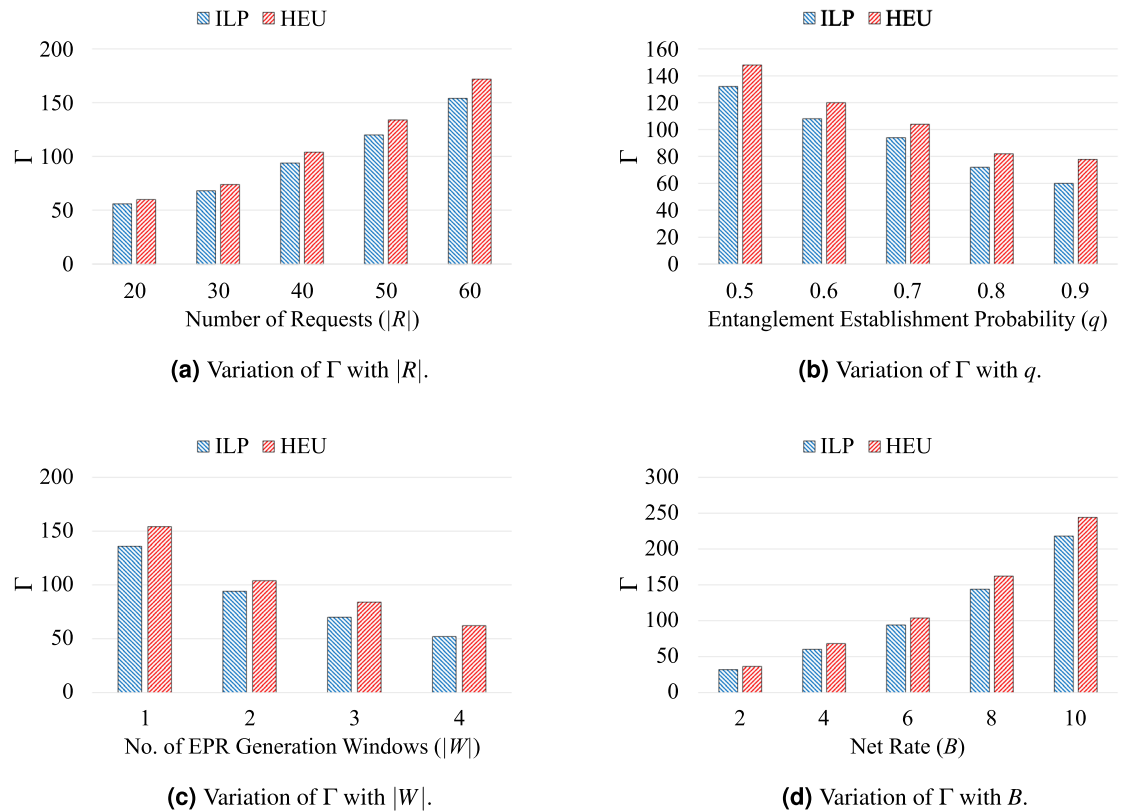 ILP HEU
200
150
100
50
0
Γ
20 30 40 50 60
Number of Requests (|R|)
(a) Variation of Γ with |R|.
ILP HEU
160
140
120
100
80
60
40
20
0
Γ
0.5 0.6 0.7 0.8 0.9
Entanglement Establishment Probability (q)
(b) Variation of Γ with q.
ILP HEU
200
150
100
50
0
Γ
1 2 3 4
No. of EPR Generation Windows (|W|)
(c) Variation of Γ with |W|.
ILP HEU
300
250
200
150
100
50
0
Γ
2 4 6 8 10
Net Rate (B)
(d) Variation of Γ with B.